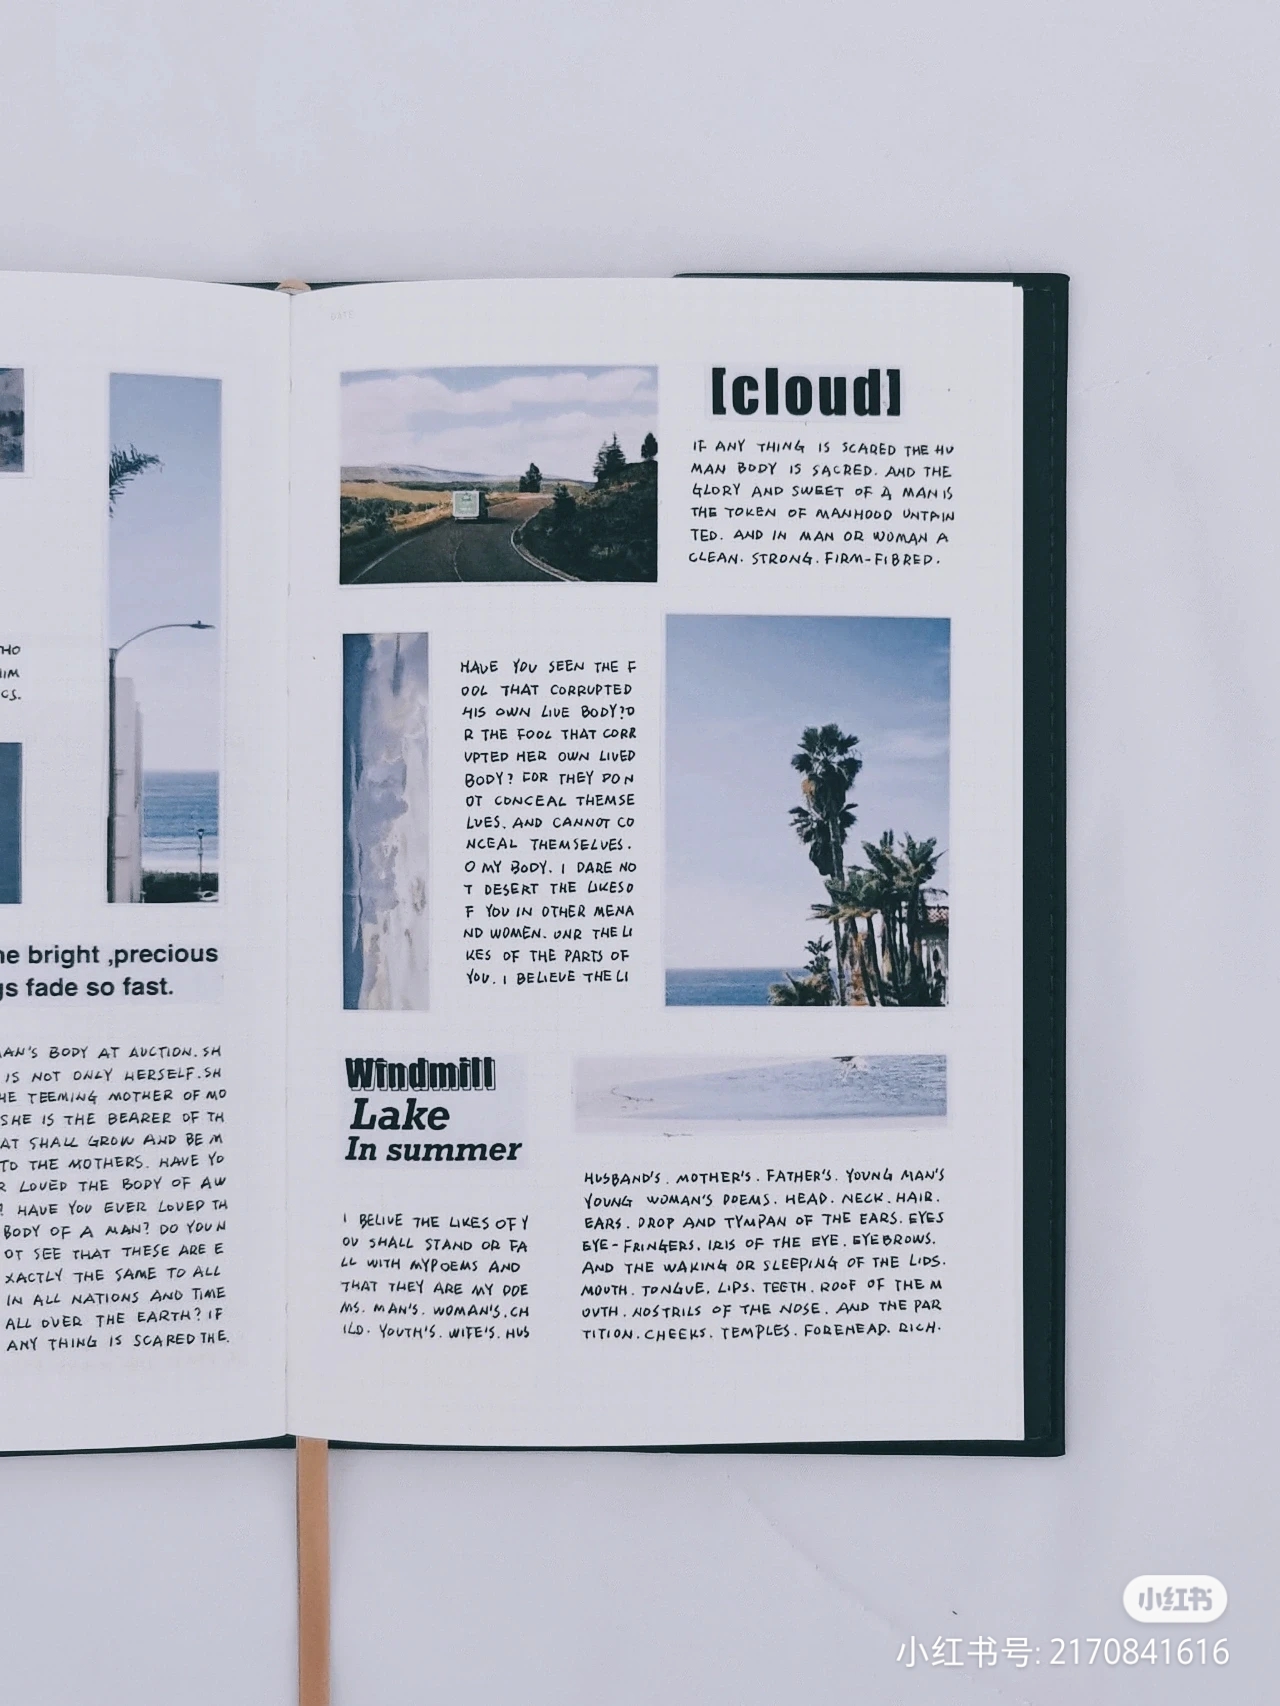 DATE
HO
IM
CS.
ne bright ,precious
gs fade so fast.
AN'S BODY AT AUCTION. SH
IS NOT ONLY HERSELF. SH
HE TEEMING MOTHER OF MO
SHE IS THE BEARER OF TH
AT SHALL GROW AND BE M
TO THE MOTHERS. HAVE YO
R LOVED THE BODY OF A W
? HAVE YOU EVER LOVED TH
BODY OF A MAN? DO YOU N
OT SEE THAT THESE ARE E
XACTLY THE SAME TO ALL
IN ALL NATIONS AND TIME
ALL OVER THE EARTH? IF
ANY THING IS SCARED THE.
[cloud]
IF ANY THING IS SCARED THE HU
MAN BODY IS SACRED. AND THE
GLORY AND SWEET OF A MAN IS
THE TOKEN OF MANHOOD UNTAIN
TED. AND IN MAN OR WOMAN A
CLEAN. STRONG. FIRM-FIBRED.
HAVE YOU SEEN THE F
OOL THAT CORRUPTED
HIS OWN LIVE BODY? O
R THE FOOL THAT CORR
UPTED HER OWN LIVED
BODY? FOR THEY DO N
OT CONCEAL THEMSE
LVES. AND CANNOT CO
NCEAL THEMSELVES.
O MY BODY. I DARE NO
T DESERT THE LIKES O
F YOU IN OTHER MEN A
ND WOMEN. ONR THE LI
KES OF THE PARTS OF
YOU. I BELIEVE THE LI
Windmill
Lake
In summer
I BELIVE THE LIKES OF Y
OU SHALL STAND OR FA
LL WITH MY POEMS AND
THAT THEY ARE MY POE
MS. MAN'S. WOMAN'S. CH
ILD. YOUTH'S. WIFE'S. HUS
HUSBAND'S. MOTHER'S. FATHER'S. YOUNG MAN'S
YOUNG WOMAN'S POEMS. HEAD. NECK. HAIR.
EARS. DROP AND TYMPAN OF THE EARS. EYES
EYE-FRINGERS. IRIS OF THE EYE. EYEBROWS.
AND THE WAKING OR SLEEPING OF THE LIDS.
MOUTH. TONGUE. LIPS. TEETH. ROOF OF THE M
OUTH. NOSTRILS OF THE NOSE. AND THE PAR
TITION. CHEEKS. TEMPLES. FOREHEAD. RICH.
小红书
小红书号: 2170841616